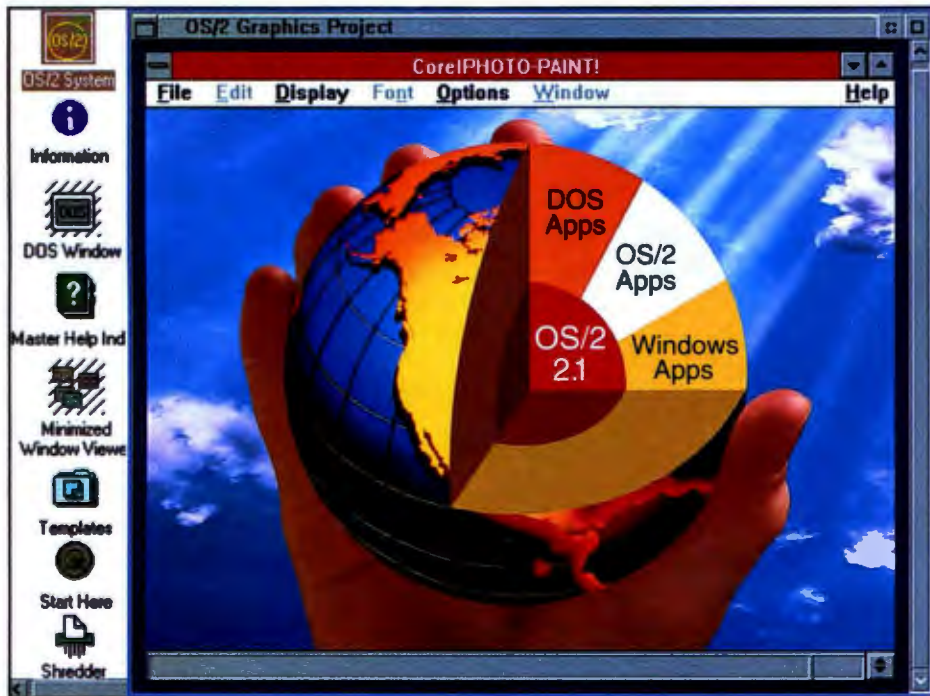 OS/2
OS/2 System
i
Information
DOS
DOS Window
?
Master Help Ind
Minimized
Window Viewe
Templates
Start Here
Shredder
OS/2 Graphics Project
CorelPHOTO-PAINT!
File Edit Display Font Options Window Help
DOS
Apps
OS/2
Apps
OS/2
2.1
Windows
Apps